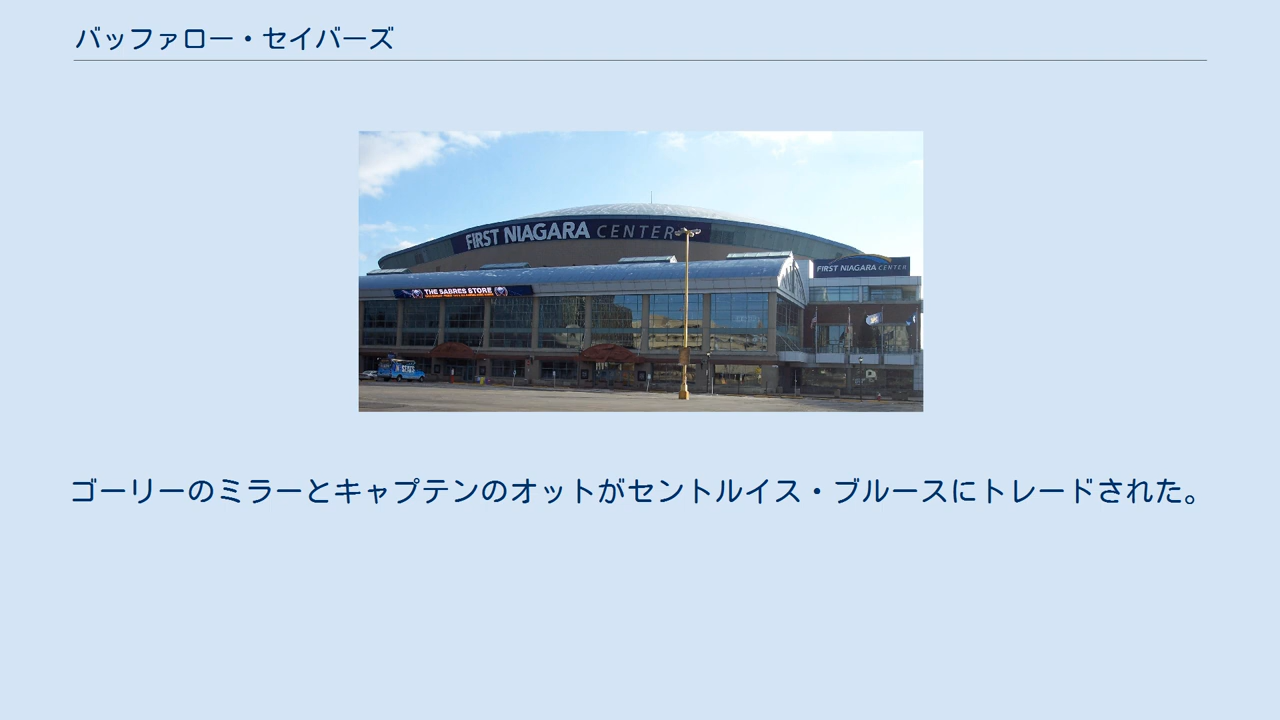 バッファロー・セイバーズ
FIRST NIAGARA CENTER
FIRST NIAGARA CENTER
THE SABRES STORE
ゴーリーのミラーとキャプテンのオットがセントルイス・ブルースにトレードされた。